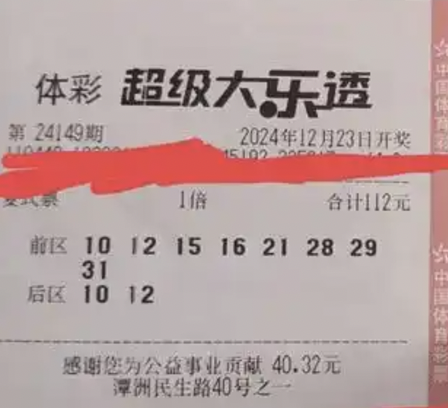 体彩 超级大乐透
第 24149期 2024年12月23日开奖
复式票 1倍 合计112元
前区 10 12 15 16 21 28 29
31
后区 10 12
感谢您为公益事业贡献 40.32元
潭洲民生路40号之一
中国体育彩
中国体育彩